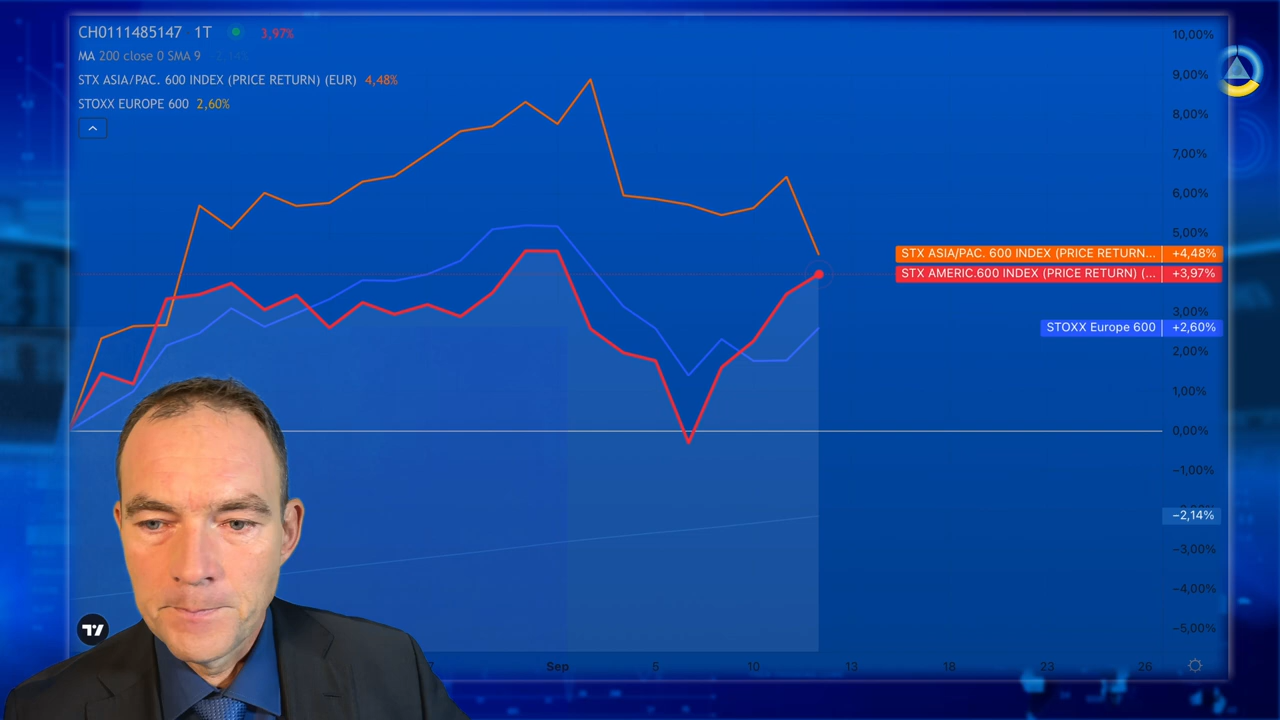 CH0111485147 1T 3,97%
MA 200 close 0 SMA 9 −2,14%
STX ASIA/PAC. 600 INDEX (PRICE RETURN) (EUR) 4,48%
STOXX EUROPE 600 2,60%
10,00%
9,00%
8,00%
7,00%
6,00%
5,00%
STX ASIA/PAC. 600 INDEX (PRICE RETURN... +4,48%
STX AMERIC.600 INDEX (PRICE RETURN) (... +3,97%
3,00%
STOXX Europe 600 +2,60%
2,00%
1,00%
0,00%
−1,00%
−2,14%
−3,00%
−4,00%
−5,00%
7 Sep 5 10 13 18 23 26